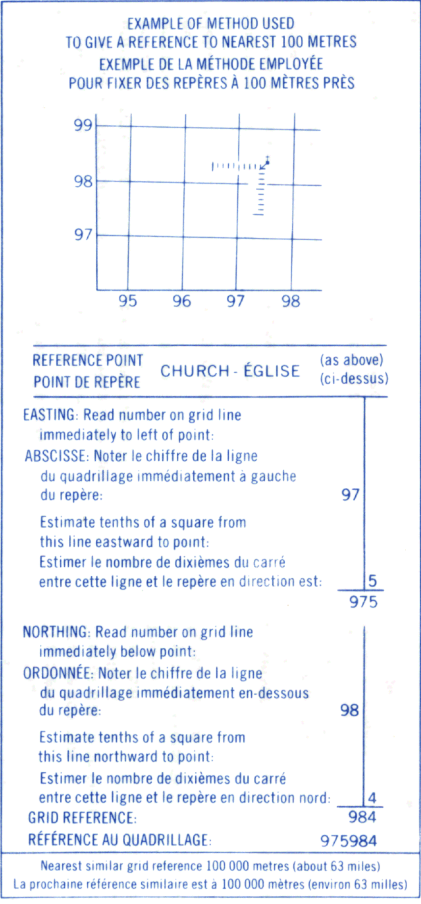 EXAMPLE OF METHOD USED
TO GIVE A REFERENCE TO NEAREST 100 METRES
EXEMPLE DE LA MÉTHODE EMPLOYÉE
POUR FIXER DES REPÈRES À 100 MÈTRES PRÈS
99
98
97
95 96 97 98
REFERENCE POINT
POINT DE REPÈRE
CHURCH - ÉGLISE
(as above)
(ci-dessus)
EASTING: Read number on grid line
immediately to left of point:
ABSCISSE: Noter le chiffre de la ligne
du quadrillage immédiatement à gauche
du repère: 97
Estimate tenths of a square from
this line eastward to point:
Estimer le nombre de dixièmes du carré
entre cette ligne et le repère en direction est: 5
975
NORTHING: Read number on grid line
immediately below point:
ORDONNÉE: Noter le chiffre de la ligne
du quadrillage immédiatement en-dessous
du repère: 98
Estimate tenths of a square from
this line northward to point:
Estimer le nombre de dixièmes du carré
entre cette ligne et le repère en direction nord: 4
GRID REFERENCE: 984
RÉFÉRENCE AU QUADRILLAGE: 975984
Nearest similar grid reference 100 000 metres (about 63 miles)
La prochaine référence similaire est à 100 000 mètres (environ 63 milles)